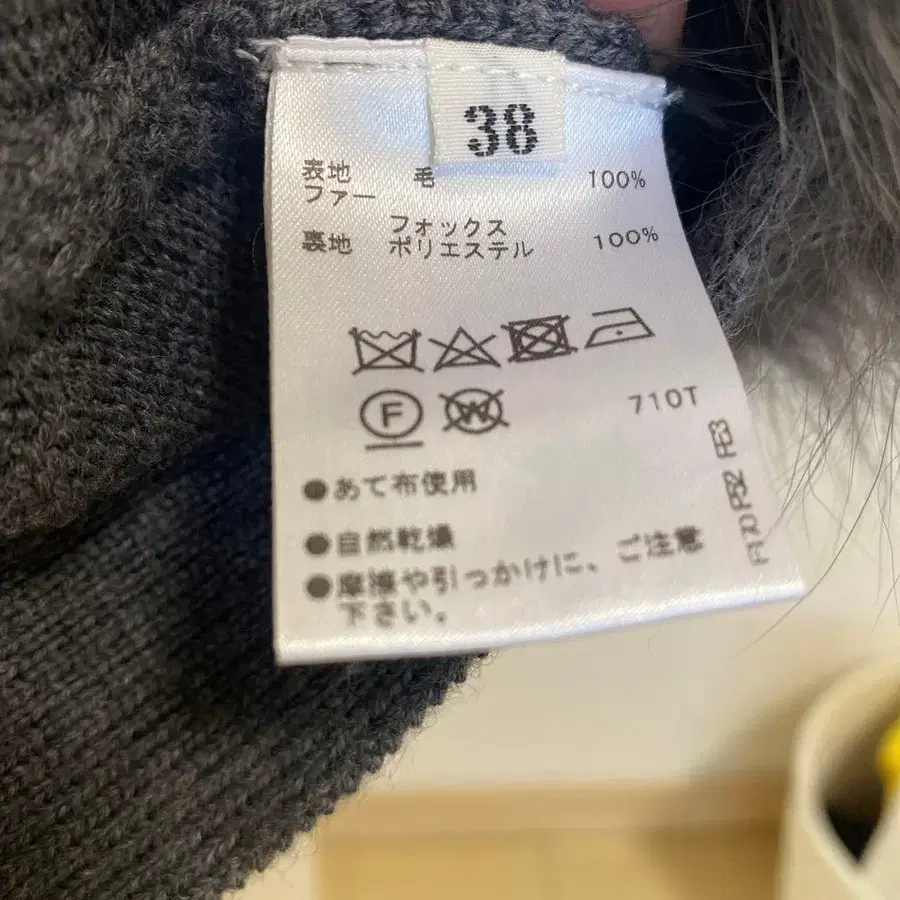 38
表地 毛 100%
ファー
フォックス
裏地 ポリエステル 100%
F W
710T
●あて布使用
●自然乾燥
●摩擦や引っかけに、ご注意
下さい。